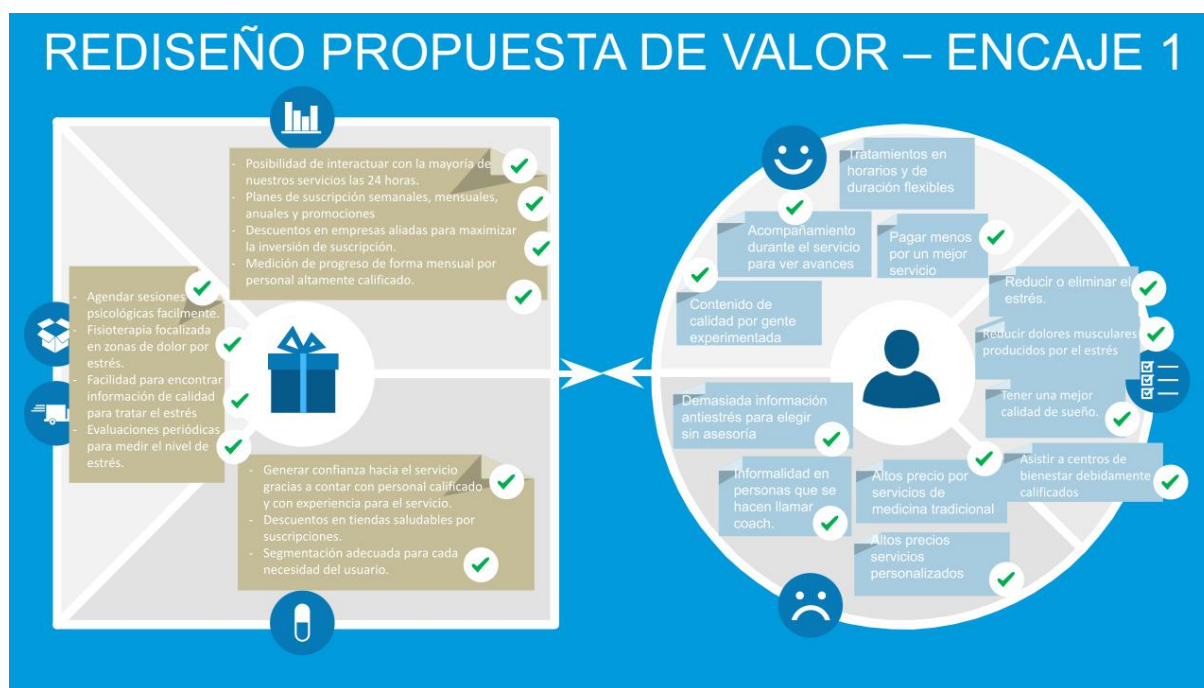 REDISEÑO PROPUESTA DE VALOR – ENCAJE 1
- Posibilidad de interactuar con la mayoría de
nuestros servicios las 24 horas.
- Planes de suscripción semanales, mensuales,
anuales y promociones
- Descuentos en empresas aliadas para maximizar
la inversión de suscripción.
- Medición de progreso de forma mensual por
personal altamente calificado.
- Agendar sesiones
psicológicas facilmente.
- Fisioterapia focalizada
en zonas de dolor por
estrés.
- Facilidad para encontrar
información de calidad
para tratar el estrés
- Evaluaciones periódicas
para medir el nivel de
estrés.
- Generar confianza hacia el servicio
gracias a contar con personal calificado
y con experiencia para el servicio.
- Descuentos en tiendas saludables por
suscripciones.
- Segmentación adecuada para cada
necesidad del usuario.
Tratamientos en
horarios y de
duración flexibles
Acompañamiento
durante el servicio
para ver avances
Pagar menos
por un mejor
servicio
Contenido de
calidad por gente
experimentada
Reducir o eliminar el
estrés.
Reducir dolores musculares
producidos por el estrés
Tener una mejor
calidad de sueño.
Asistir a centros de
bienestar debidamente
calificados
Demasiada información
antiestrés para elegir
sin asesoría
Informalidad en
personas que se
hacen llamar
coach.
Altos precio por
servicios de
medicina tradicional
Altos precios
servicios
personalizados